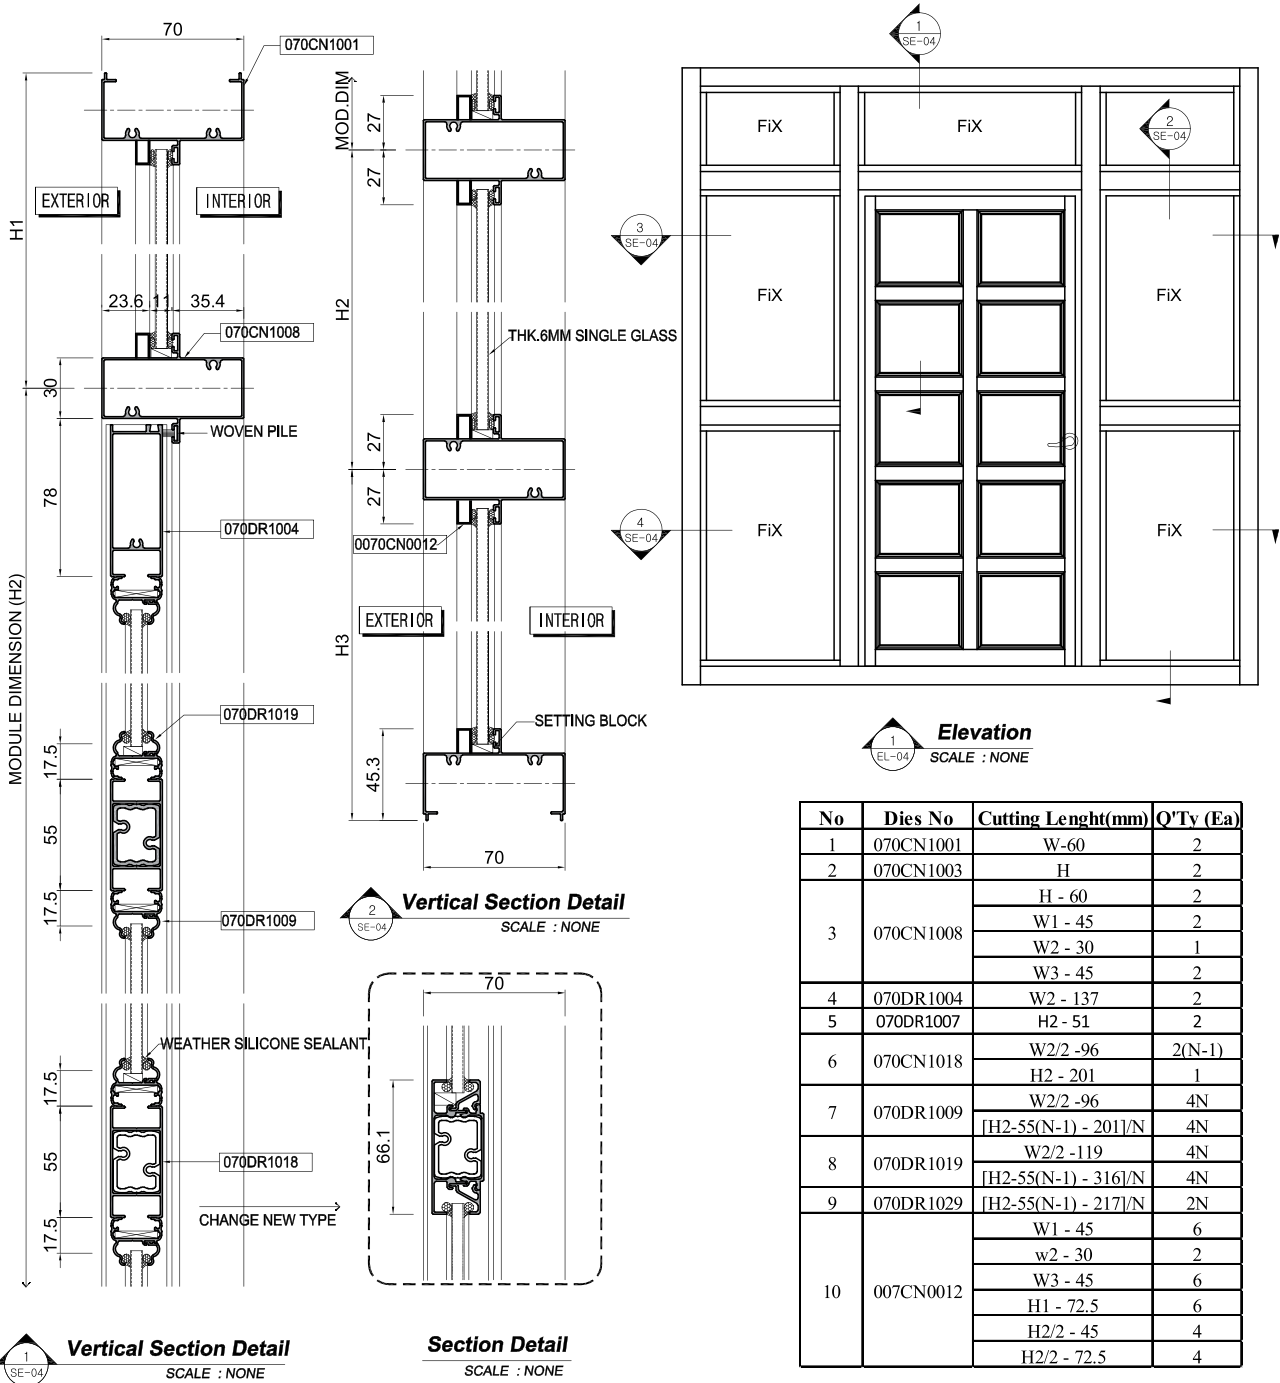 70
070CN1001
EXTERIOR
INTERIOR
H1
23.6
11
35.4
070CN1008
30
WOVEN PILE
78
070DR1004
MODULE DIMENSION (H2)
070DR1019
17.5
55
17.5
070DR1009
WEATHER SILICONE SEALANT
17.5
55
070DR1018
17.5
CHANGE NEW TYPE
1
SE-04
Vertical Section Detail
SCALE : NONE
MOD.DIM
27
27
H2
THK.6MM SINGLE GLASS
27
27
0070CN0012
EXTERIOR
INTERIOR
H3
SETTING BLOCK
45.3
70
2
SE-04
Vertical Section Detail
SCALE : NONE
70
66.1
Section Detail
SCALE : NONE
1
SE-04
FiX
FiX
2
SE-04
3
SE-04
FiX
FiX
4
SE-04
FiX
FiX
1
EL-04
Elevation
SCALE : NONE
No Dies No Cutting Lenght(mm) Q'Ty (Ea)
1 070CN1001 W-60 2
2 070CN1003 H 2
3 070CN1008 H - 60 2
W1 - 45 2
W2 - 30 1
W3 - 45 2
4 070DR1004 W2 - 137 2
5 070DR1007 H2 - 51 2
6 070CN1018 W2/2 -96 2(N-1)
H2 - 201 1
7 070DR1009 W2/2 -96 4N
[H2-55(N-1) - 201]/N 4N
8 070DR1019 W2/2 -119 4N
[H2-55(N-1) - 316]/N 4N
9 070DR1029 [H2-55(N-1) - 217]/N 2N
10 007CN0012 W1 - 45 6
w2 - 30 2
W3 - 45 6
H1 - 72.5 6
H2/2 - 45 4
H2/2 - 72.5 4